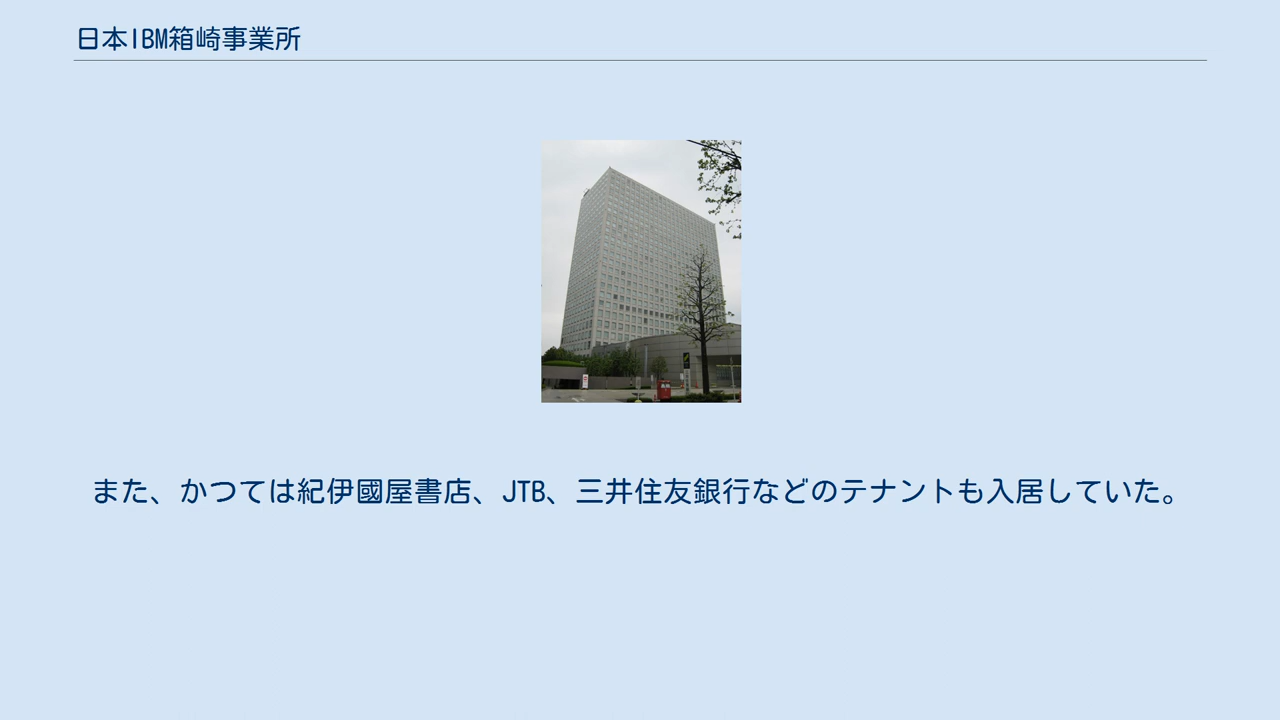 日本IBM箱崎事業所
また、かつては紀伊國屋書店、JTB、三井住友銀行などのテナントも入居していた。